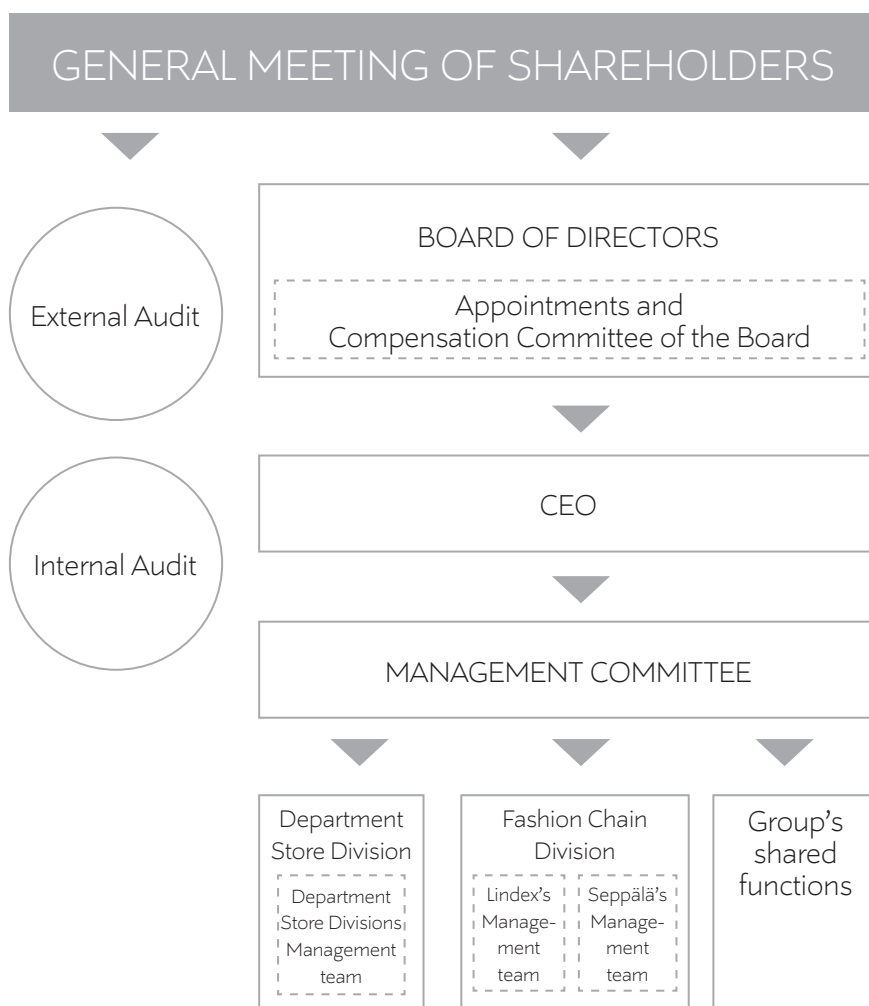 GENERAL MEETING OF SHAREHOLDERS
External Audit
BOARD OF DIRECTORS
Appointments and
Compensation Committee of the Board
Internal Audit
CEO
MANAGEMENT COMMITTEE
Department
Store Division
Department
Store Divisions
Management
team
Fashion Chain
Division
Lindex's
Manage-
ment
team
Seppälä's
Manage-
ment
team
Group's
shared
functions